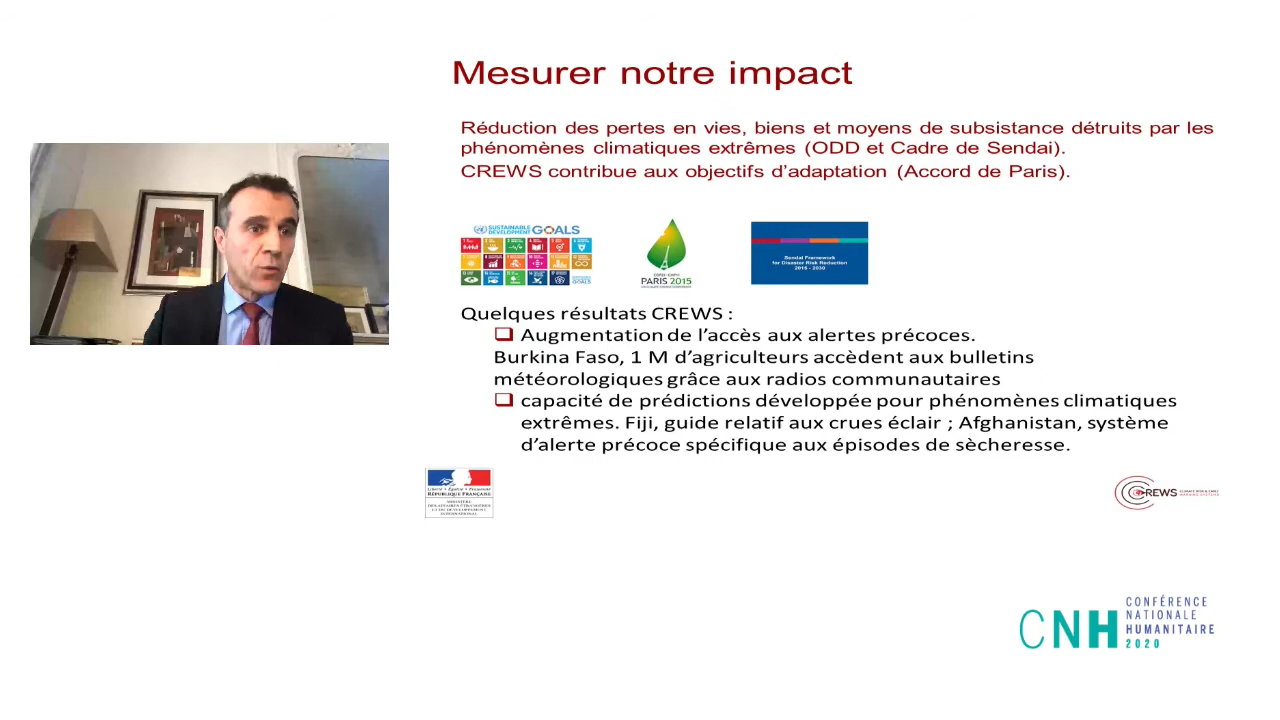 Mesurer notre impact
Réduction des pertes en vies, biens et moyens de subsistance détruits par les
phénomènes climatiques extrêmes (ODD et Cadre de Sendai).
CREWS contribue aux objectifs d’adaptation (Accord de Paris).
SUSTAINABLE DEVELOPMENT GOALS
PARIS 2015
Sendai Framework
for Disaster Risk Reduction
2015 - 2030
Quelques résultats CREWS :
Augmentation de l’accès aux alertes précoces.
Burkina Faso, 1 M d’agriculteurs accèdent aux bulletins
météorologiques grâce aux radios communautaires
capacité de prédictions développée pour phénomènes climatiques
extrêmes. Fiji, guide relatif aux crues éclair ; Afghanistan, système
d’alerte précoce spécifique aux épisodes de sècheresse.
Liberté • Égalité • Fraternité
RÉPUBLIQUE FRANÇAISE
CREWS
CNH
CONFÉRENCE
NATIONALE
HUMANITAIRE
2020